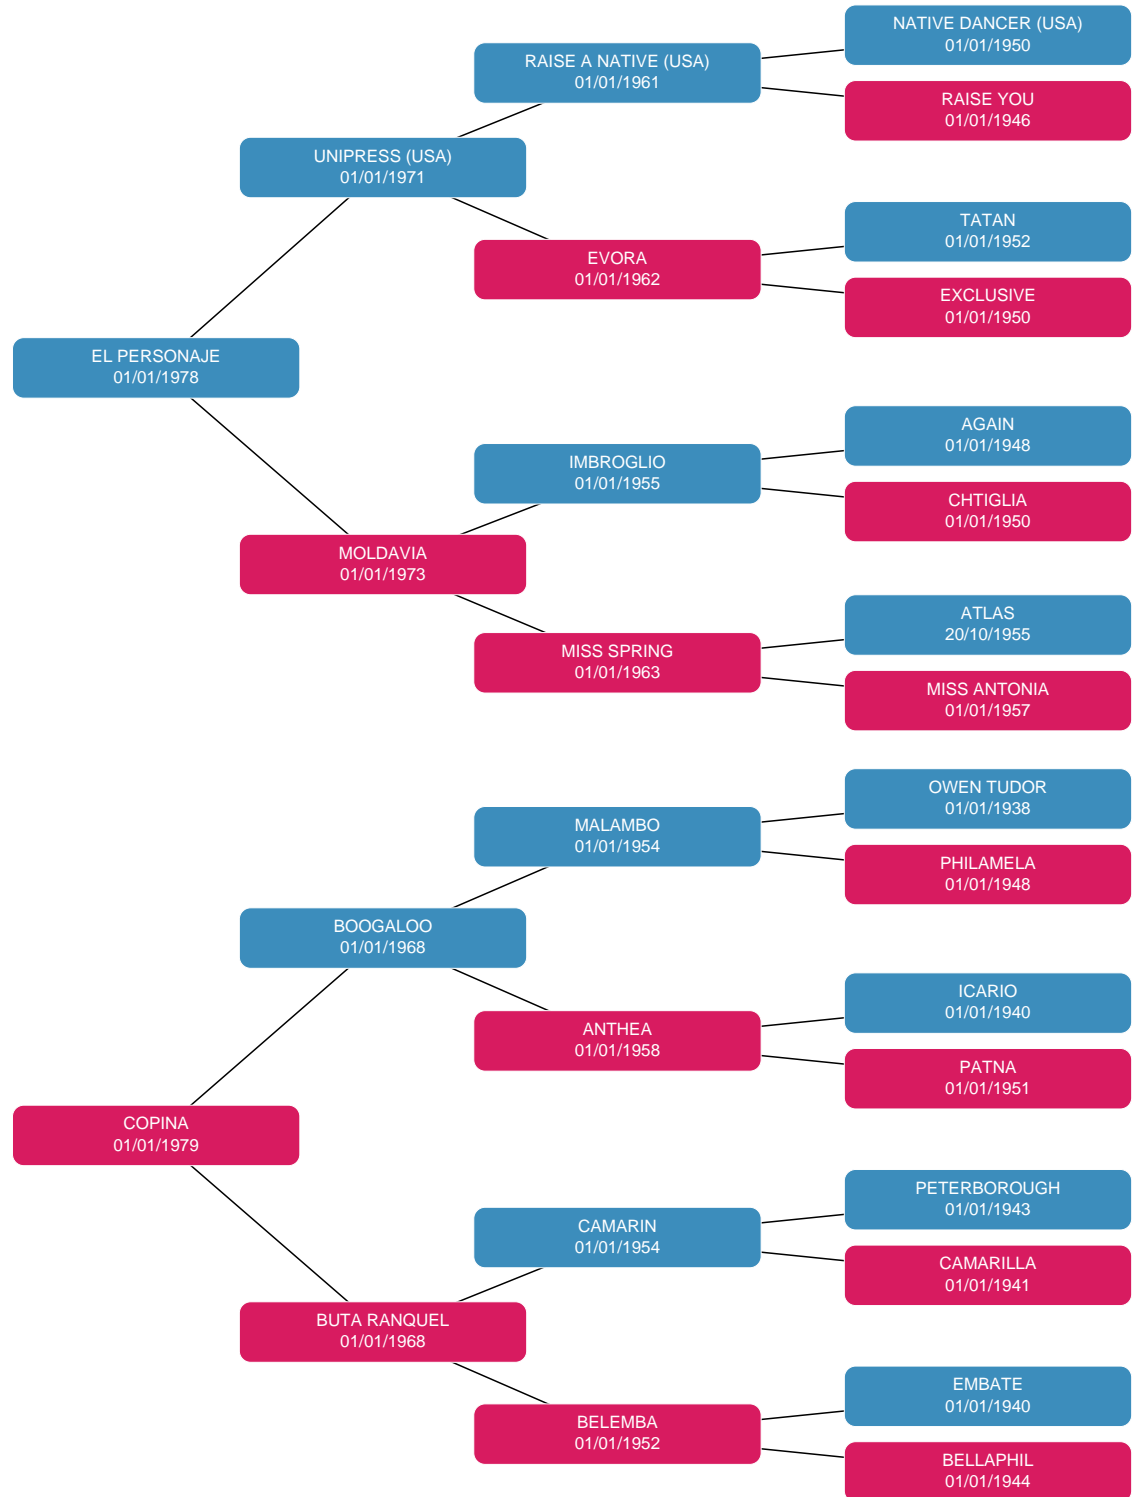 NATIVE DANCER (USA)
01/01/1950
RAISE A NATIVE (USA)
01/01/1961
RAISE YOU
01/01/1946
UNIPRESS (USA)
01/01/1971
TATAN
01/01/1952
EVORA
01/01/1962
EXCLUSIVE
01/01/1950
EL PERSONAJE
01/01/1978
AGAIN
01/01/1948
IMBROGLIO
01/01/1955
CHTIGLIA
01/01/1950
MOLDAVIA
01/01/1973
ATLAS
20/10/1955
MISS SPRING
01/01/1963
MISS ANTONIA
01/01/1957
OWEN TUDOR
01/01/1938
MALAMBO
01/01/1954
PHILAMELA
01/01/1948
BOOGALOO
01/01/1968
ICARIO
01/01/1940
ANTHEA
01/01/1958
PATNA
01/01/1951
COPINA
01/01/1979
PETERBOROUGH
01/01/1943
CAMARIN
01/01/1954
CAMARILLA
01/01/1941
BUTA RANQUEL
01/01/1968
EMBATE
01/01/1940
BELEMBA
01/01/1952
BELLAPHIL
01/01/1944